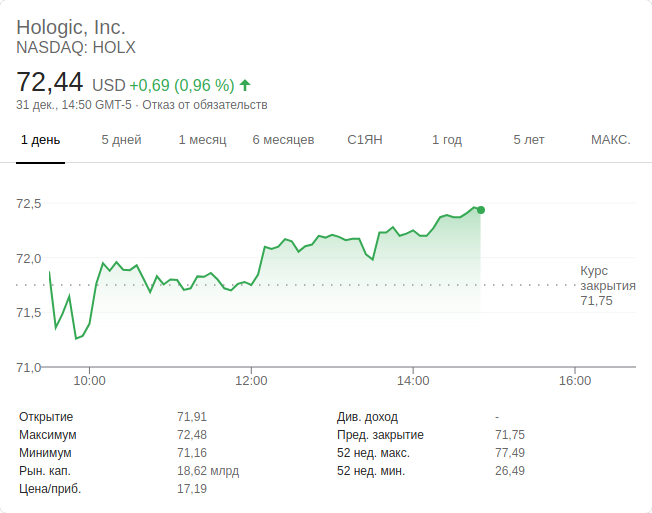 Hologic, Inc.
NASDAQ: HOLX
72,44 USD +0,69 (0,96 %)
31 дек., 14:50 GMT-5 · Отказ от обязательств
1 день 5 дней 1 месяц 6 месяцев С1ЯН 1 год 5 лет МАКС.
72,5
72,0
Курс
закрытия
71,75
71,5
71,0
10:00 12:00 14:00 16:00
Открытие 71,91 Див. доход -
Максимум 72,48 Пред. закрытие 71,75
Минимум 71,16 52 нед. макс. 77,49
Рын. кап. 18,62 млрд 52 нед. мин. 26,49
Цена/приб. 17,19